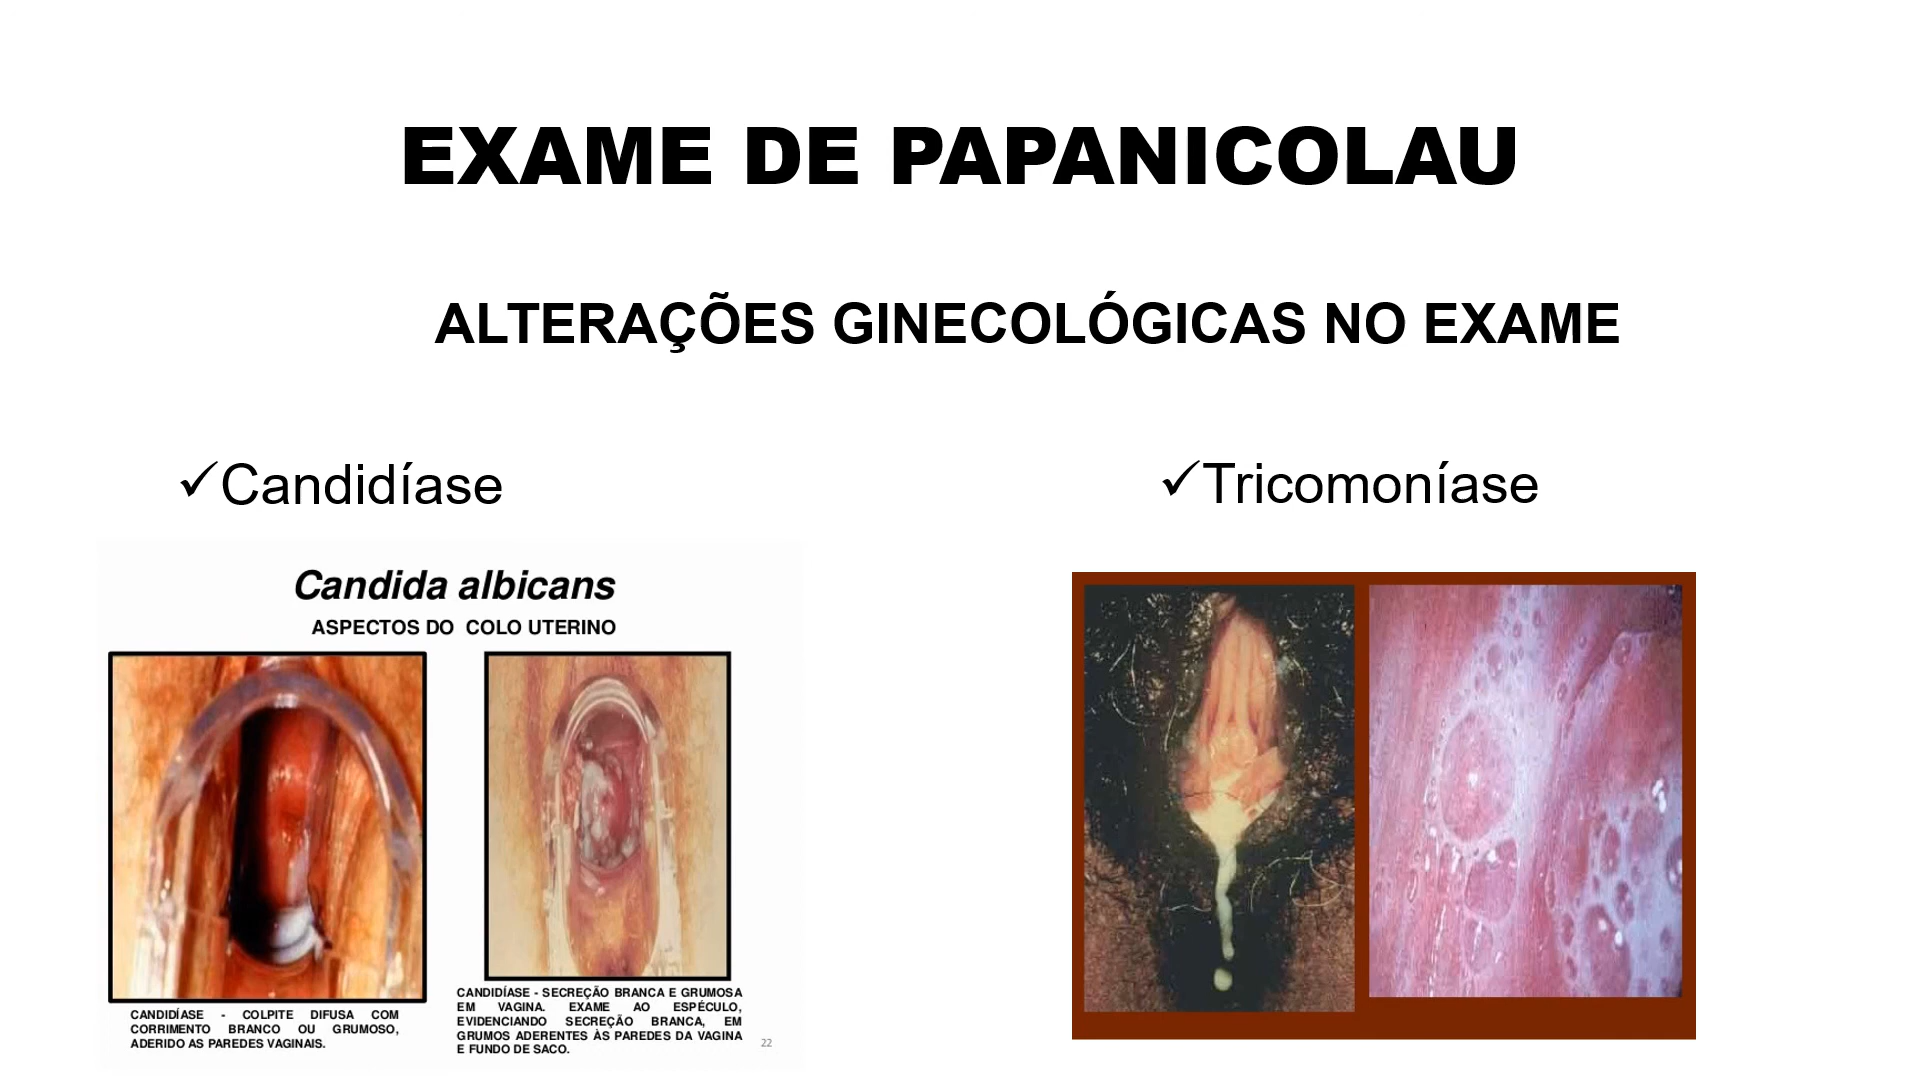 EXAME DE PAPANICOLAU
ALTERAÇÕES GINECOLÓGICAS NO EXAME
✓Candidíase
✓Tricomoníase
Candida albicans
ASPECTOS DO COLO UTERINO
CANDIDÍASE - COLPITE DIFUSA COM
CORRIMENTO BRANCO OU GRUMOSO,
ADERIDO AS PAREDES VAGINAIS.
CANDIDÍASE - SECREÇÃO BRANCA E GRUMOSA
EM VAGINA. EXAME AO ESPÉCULO,
EVIDENCIANDO SECREÇÃO BRANCA, EM
GRUMOS ADERENTES ÀS PAREDES DA VAGINA
E FUNDO DE SACO.
22